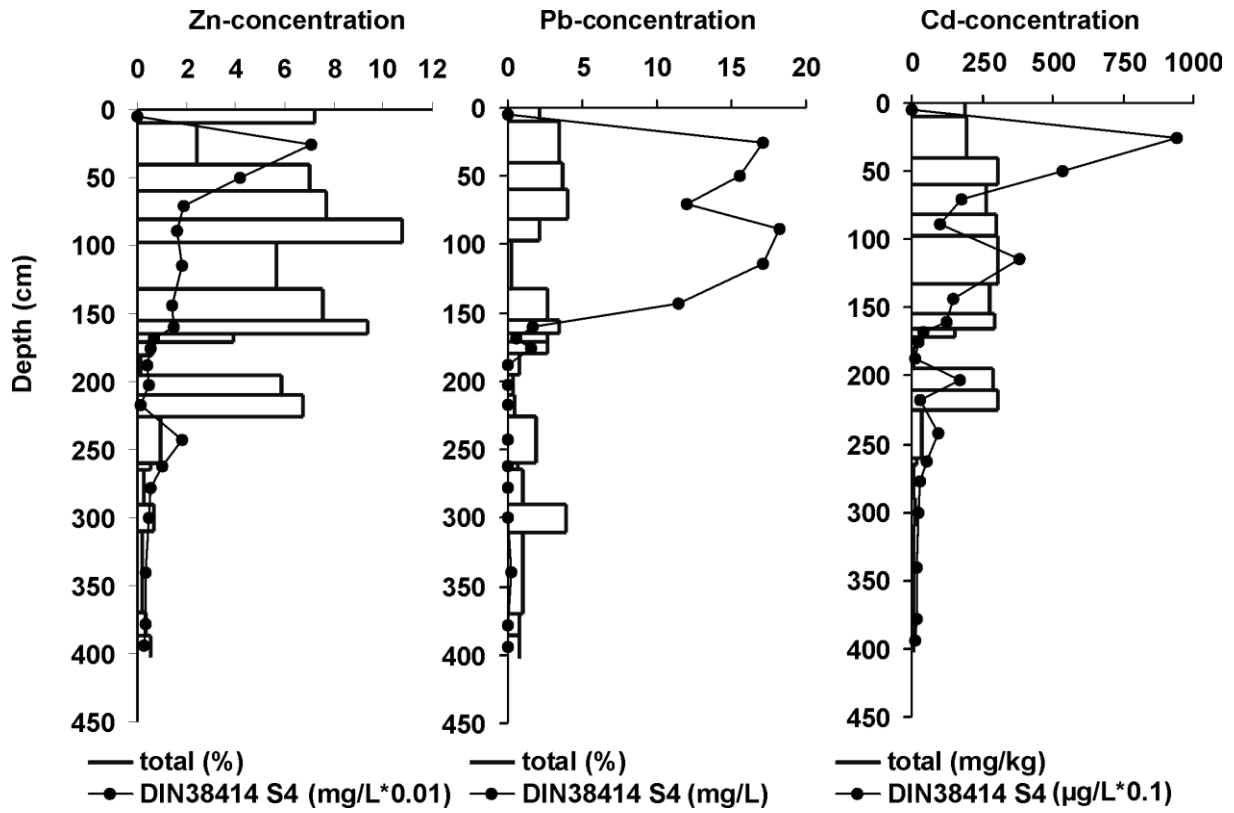 Zn-concentration
0 2 4 6 8 10 12
Depth (cm)
0
50
100
150
200
250
300
350
400
450
total (%)
DIN38414 S4 (mg/L*0.01)
Pb-concentration
0 5 10 15 20
0
50
100
150
200
250
300
350
400
450
total (%)
DIN38414 S4 (mg/L)
Cd-concentration
0 250 500 750 1000
0
50
100
150
200
250
300
350
400
450
total (mg/kg)
DIN38414 S4 (µg/L*0.1)